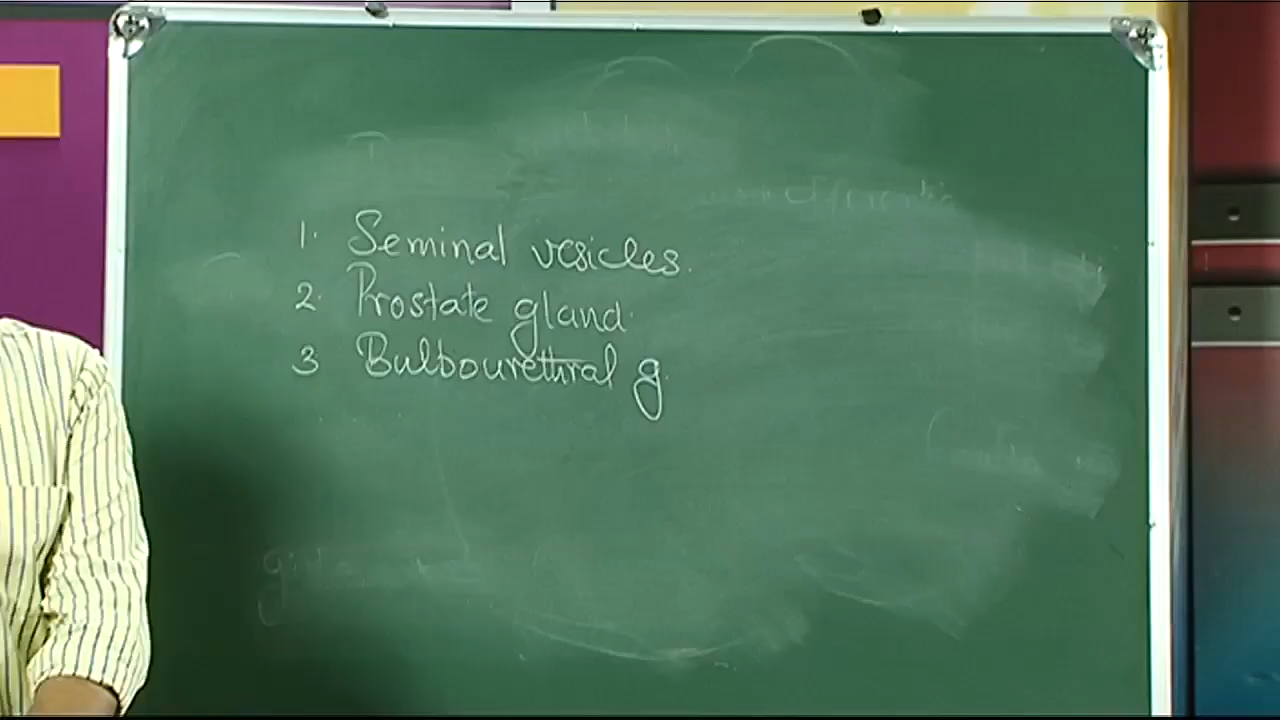 1. Seminal vesicles.
2. Prostate gland.
3 Bulbourethral g.